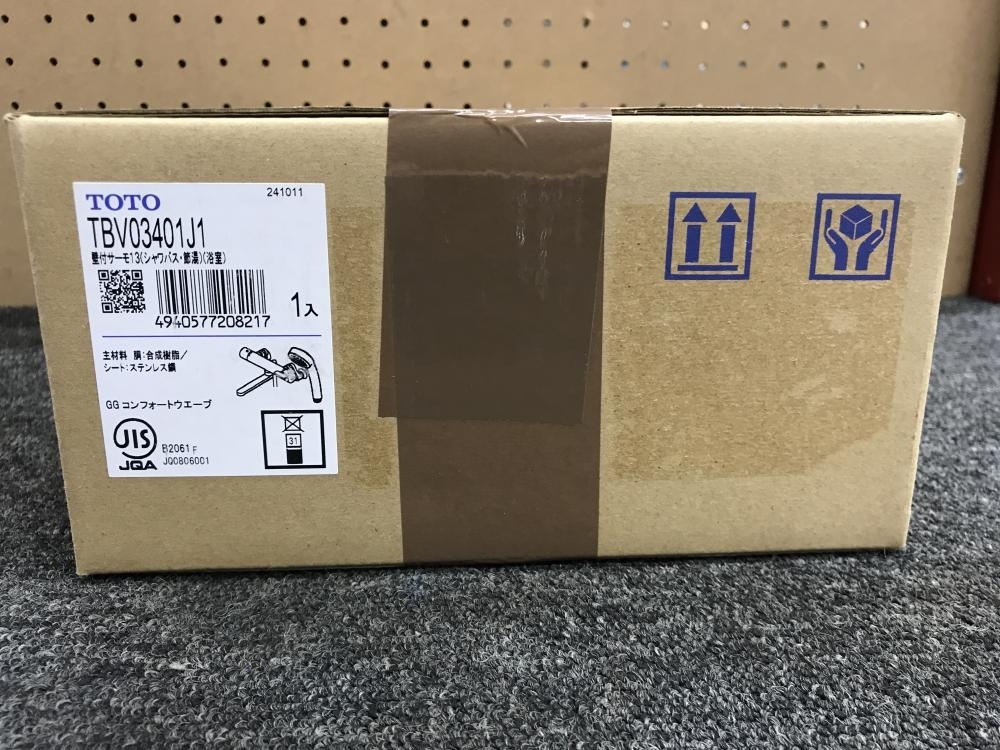 241011
TOTO
TBV03401J1
壁付サーモ13(シャワバス・節湯)(浴室)
4940577208217
1入
主材料 胴:合成樹脂/
シート:ステンレス鋼
GG コンフォートウエーブ
JIS
JQA
B2061 F
JQ0806001
31